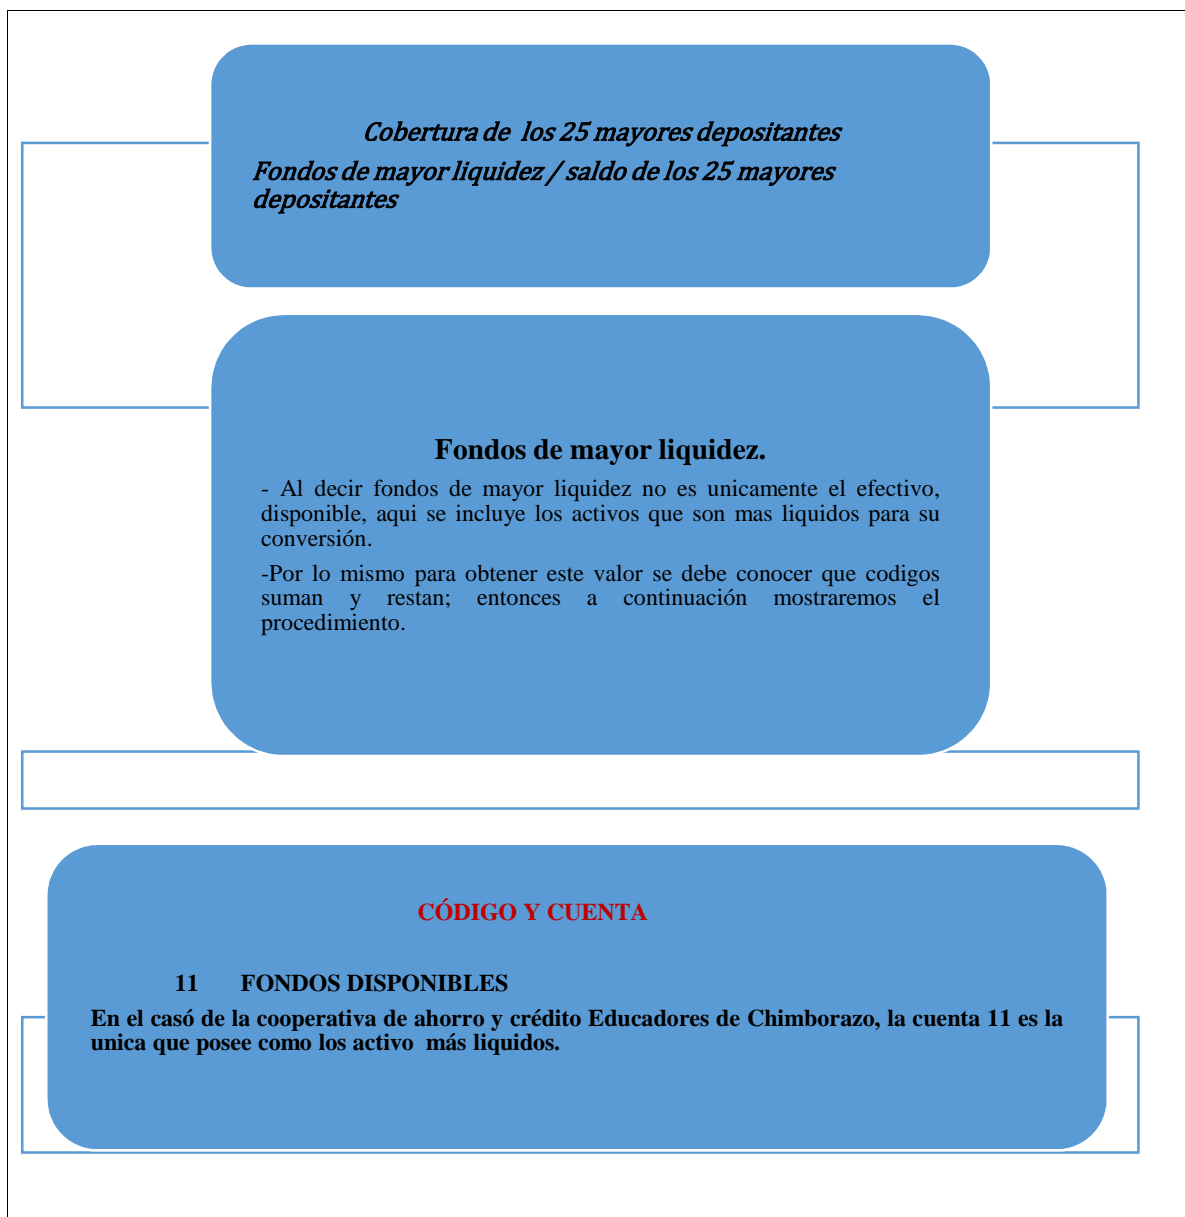 Cobertura de los 25 mayores depositantes
Fondos de mayor liquidez / saldo de los 25 mayores
depositantes
Fondos de mayor liquidez.
- Al decir fondos de mayor liquidez no es unicamente el efectivo,
disponible, aqui se incluye los activos que son mas liquidos para su
conversión.
-Por lo mismo para obtener este valor se debe conocer que codigos
suman y restan; entonces a continuación mostraremos el
procedimiento.
CÓDIGO Y CUENTA
11 FONDOS DISPONIBLES
En el casó de la cooperativa de ahorro y crédito Educadores de Chimborazo, la cuenta 11 es la
unica que posee como los activo más liquidos.